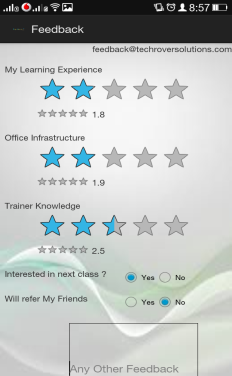 8:57
Feedback
feedback@techroversolutions.com
My Learning Experience
1.8
Office Infrastructure
1.9
Trainer Knowledge
2.5
Interested in next class ? Yes No
Will refer My Friends Yes No
Any Other Feedback